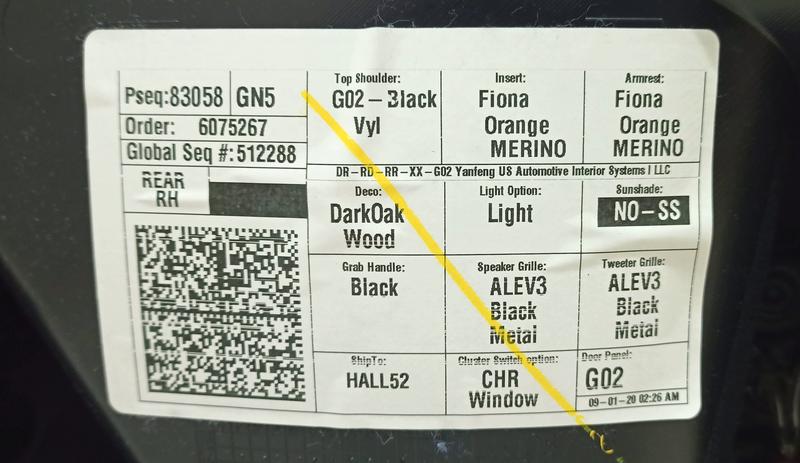 Pseq:83058 GN5
Order: 6075267
Global Seq #:512288
REAR
RH
Top Shoulder:
G02-Black
Vyl
Insert:
Fiona
Orange
MERINO
Armrest:
Fiona
Orange
MERINO
DR-RD-RR-XX-G02 Yanfeng US Automotive Interior Systems I LLC
Deco:
DarkOak
Wood
Light Option:
Light
Sunshade:
NO-SS
Grab Handle:
Black
Speaker Grille:
ALEV3
Black
Metal
Tweeter Grille:
ALEV3
Black
Metal
ShipTo:
HALL52
Cluster Switch option:
CHR
Window
Door Panel:
G02
09-01-20 02:26 AM